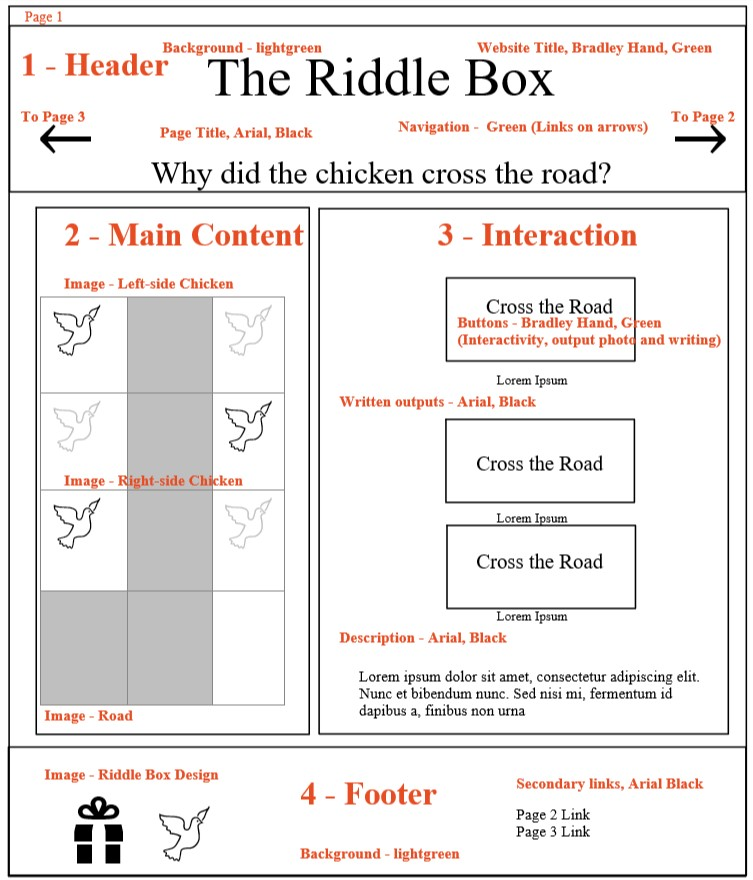 Page 1
Background - lightgreen
Website Title, Bradley Hand, Green
1 - Header
The Riddle Box
To Page 3
To Page 2
Page Title, Arial, Black
Navigation - Green (Links on arrows)
Why did the chicken cross the road?
2 - Main Content
Image - Left-side Chicken
Image - Right-side Chicken
Image - Road
3 - Interaction
Cross the Road
Buttons - Bradley Hand, Green
(Interactivity, output photo and writing)
Lorem Ipsum
Written outputs - Arial, Black
Cross the Road
Lorem Ipsum
Cross the Road
Lorem Ipsum
Description - Arial, Black
Lorem ipsum dolor sit amet, consectetur adipiscing elit.
Nunc et bibendum nunc. Sed nisi mi, fermentum id
dapibus a, finibus non urna
Image - Riddle Box Design
4 - Footer
Background - lightgreen
Secondary links, Arial Black
Page 2 Link
Page 3 Link